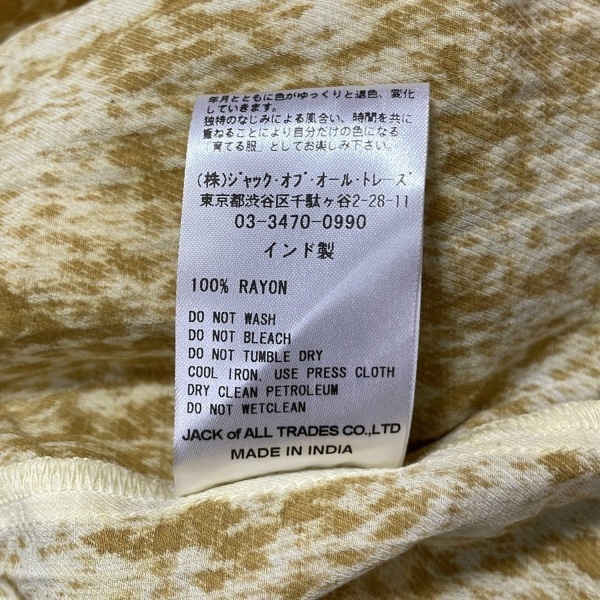 年月とともに色がゆっくりと退色、変化
していきます。
独特のなじみによる風合い、時間を共に
重ねることにより自分だけの色になる
「育てる服」としてお楽しみ下さい。
(株)ジャック・オブ・オール・トレーズ
東京都渋谷区千駄ヶ谷2-28-11
03-3470-0990
インド製
100% RAYON
DO NOT WASH
DO NOT BLEACH
DO NOT TUMBLE DRY
COOL IRON. USE PRESS CLOTH
DRY CLEAN PETROLEUM
DO NOT WETCLEAN
JACK of ALL TRADES CO.,LTD
MADE IN INDIA